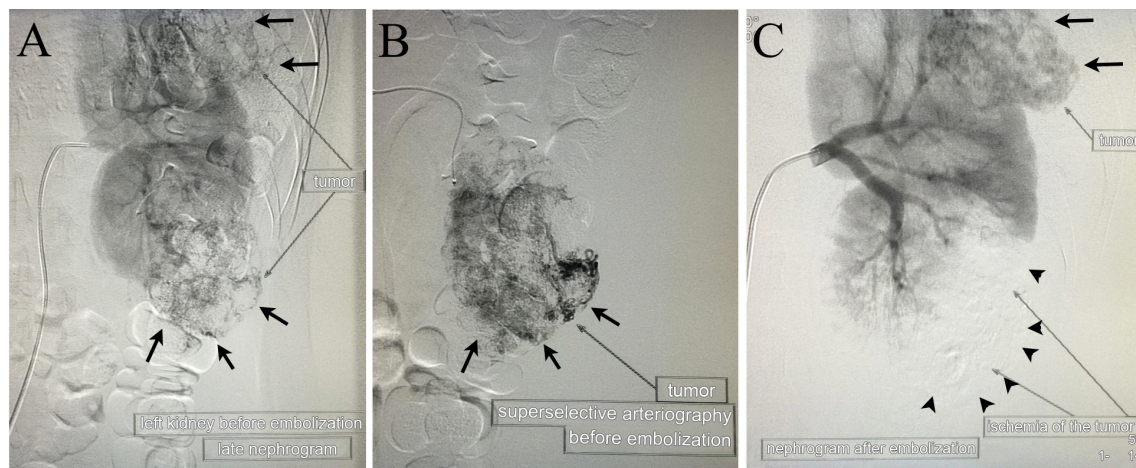 A
tumor
left kidney before embolization
late nephrogram
B
tumor
superselective arteriography
before embolization
C
tumor
ischemia of the tumor
nephrogram after embolization